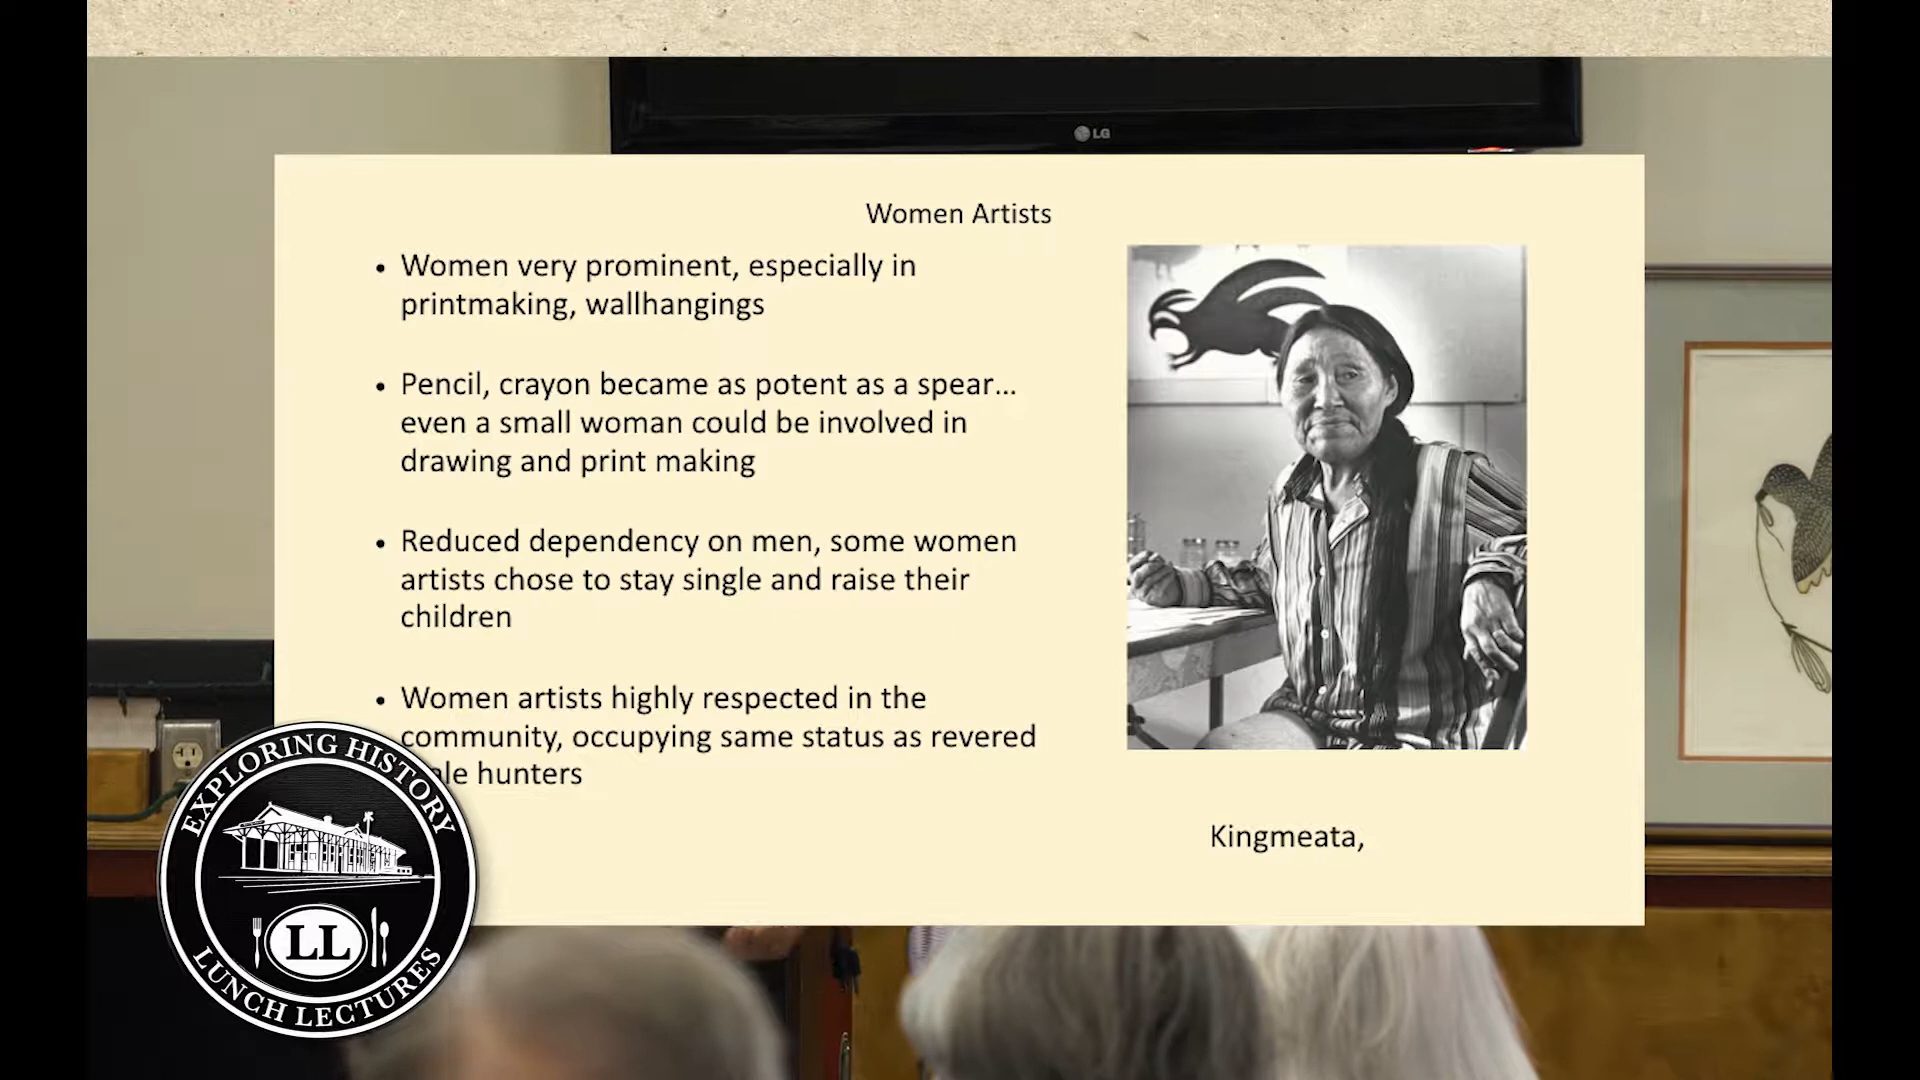 LG
Women Artists
• Women very prominent, especially in
printmaking, wallhangings
• Pencil, crayon became as potent as a spear...
even a small woman could be involved in
drawing and print making
• Reduced dependency on men, some women
artists chose to stay single and raise their
children
• Women artists highly respected in the
community, occupying same status as revered
hunters
Kingmeata,
EXPLORING HISTORY
LL
LUNCH LECTURES